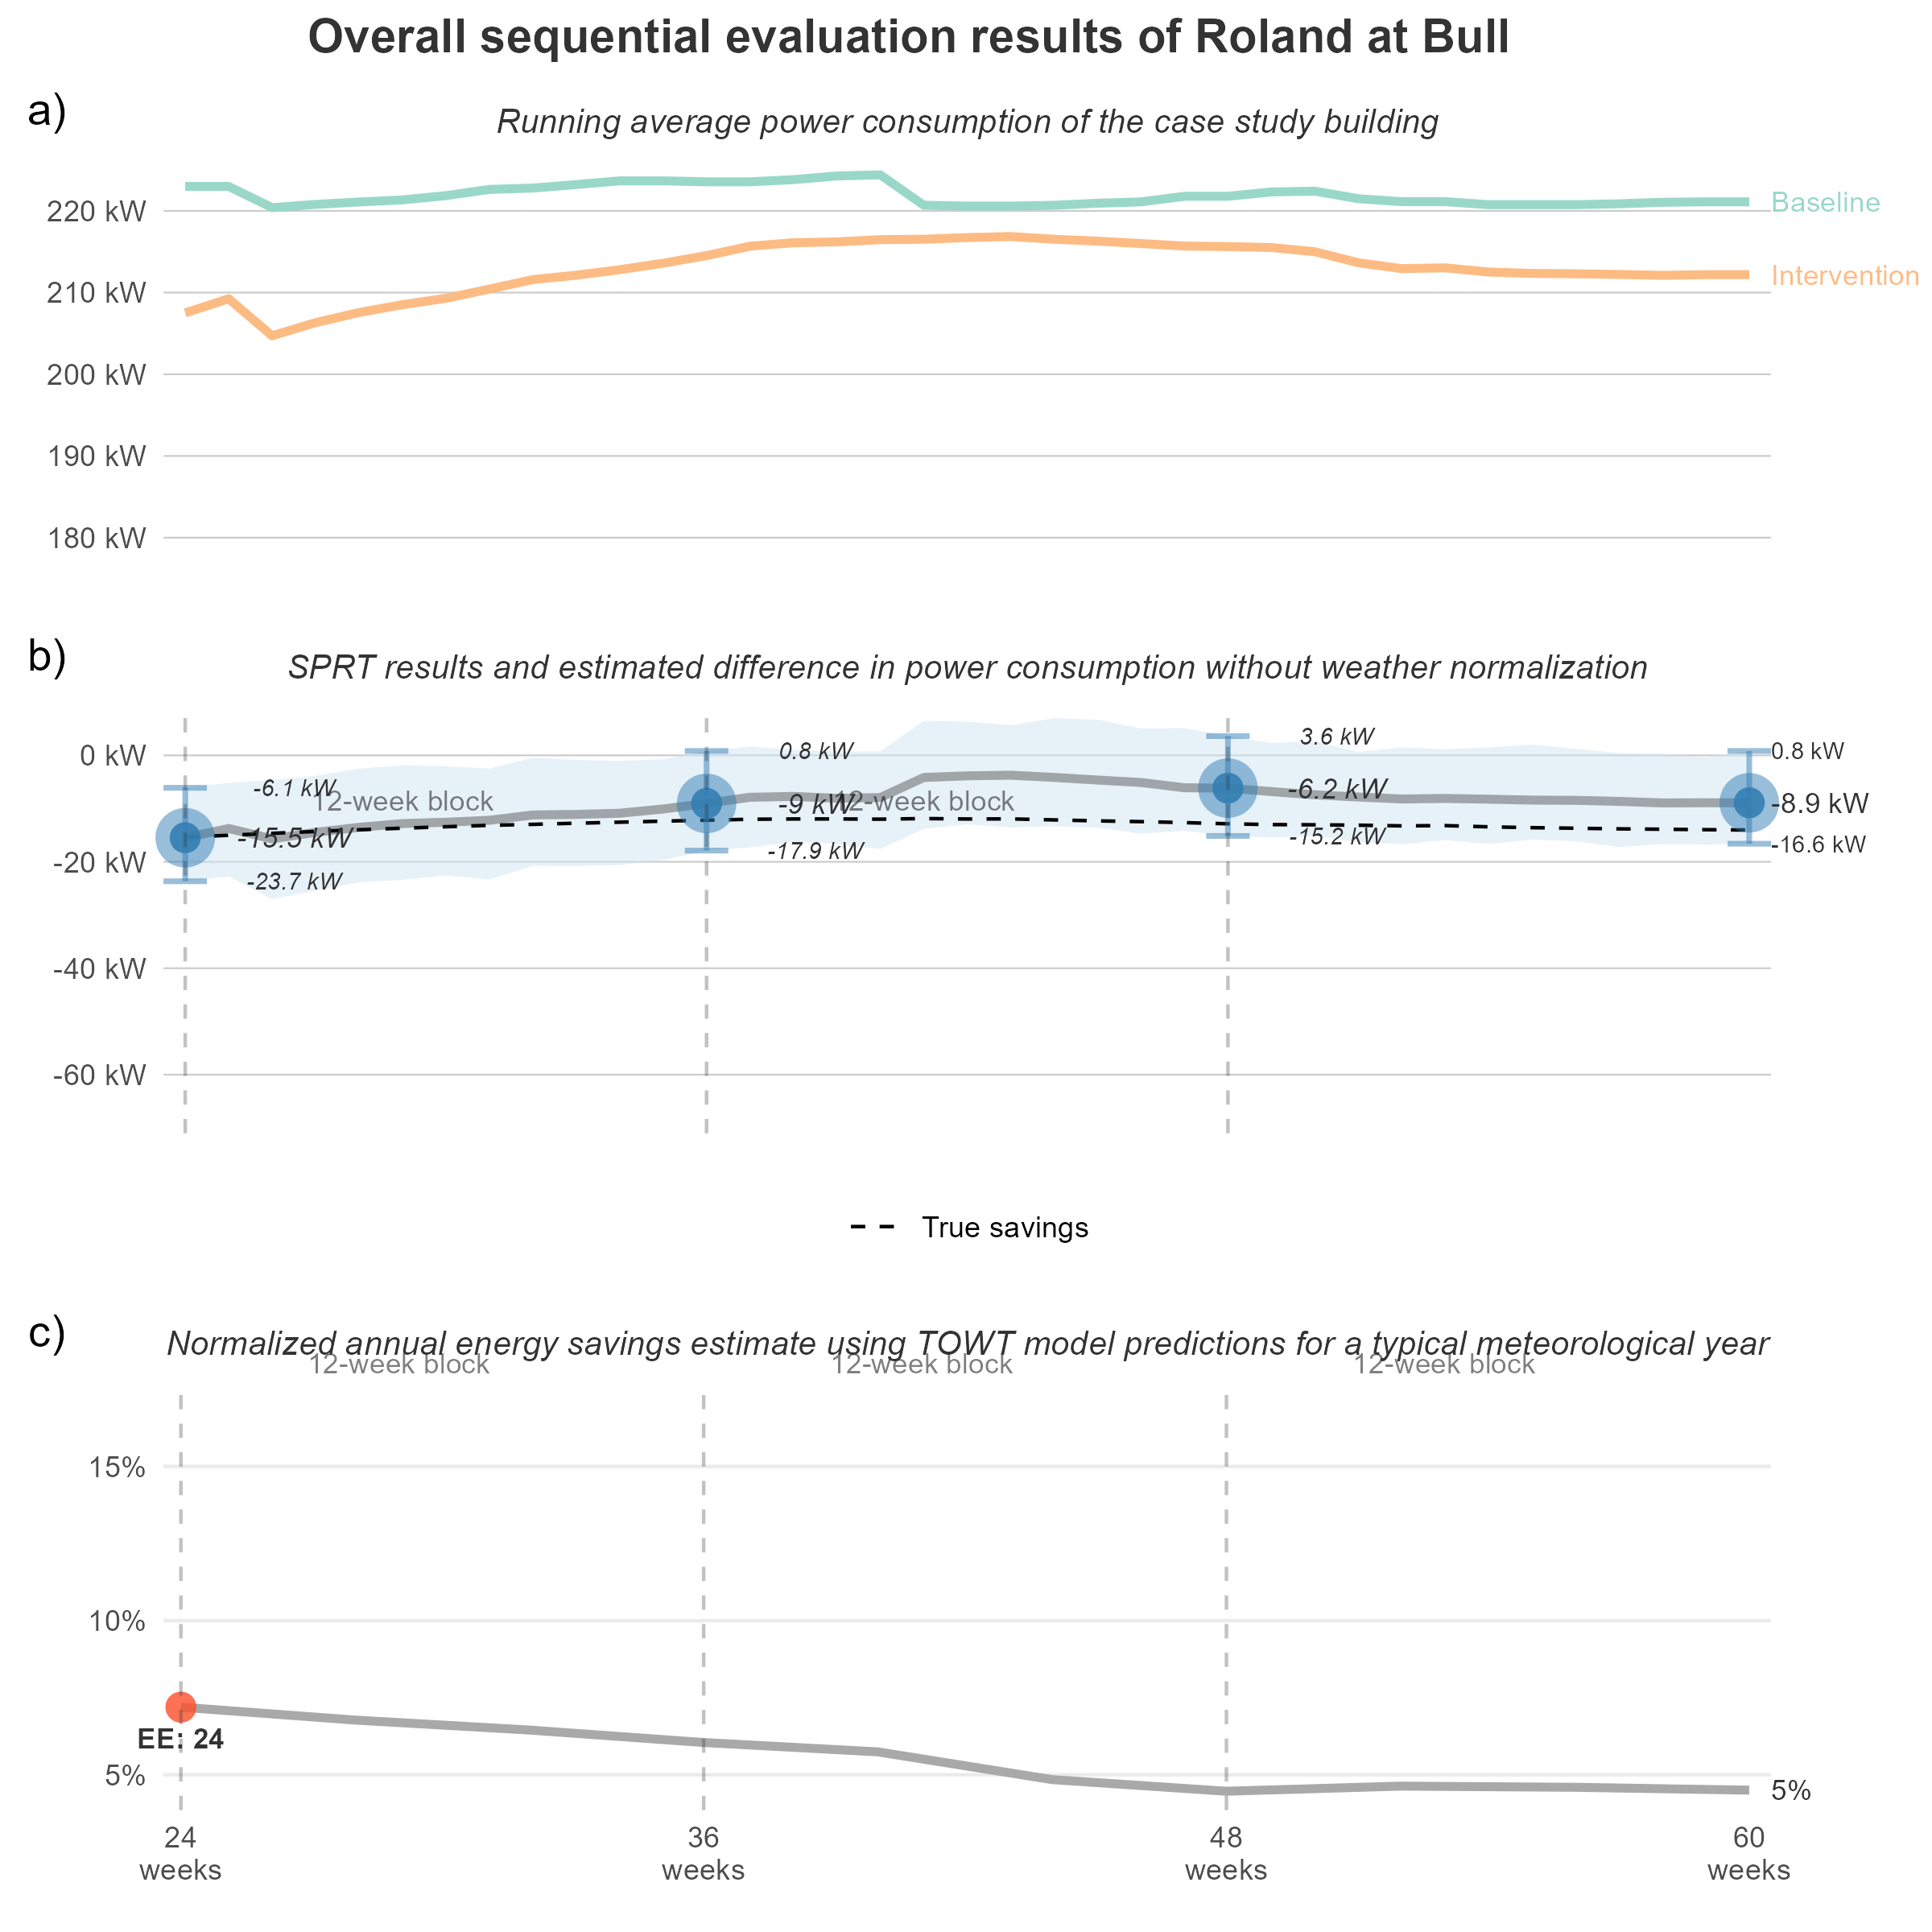 Overall sequential evaluation results of Roland at Bull
a)
Running average power consumption of the case study building
220 kW
210 kW
200 kW
190 kW
180 kW
Baseline
Intervention
b)
SPRT results and estimated difference in power consumption without weather normalization
0 kW
-20 kW
-40 kW
-60 kW
-6.1 kW
12-week block
-15.5 kW
-23.7 kW
0.8 kW
-9 kW
12-week block
-17.9 kW
3.6 kW
-6.2 kW
-15.2 kW
0.8 kW
-8.9 kW
-16.6 kW
True savings
c)
Normalized annual energy savings estimate using TOWT model predictions for a typical meteorological year
12-week block
12-week block
12-week block
15%
10%
5%
EE: 24
5%
24
weeks
36
weeks
48
weeks
60
weeks